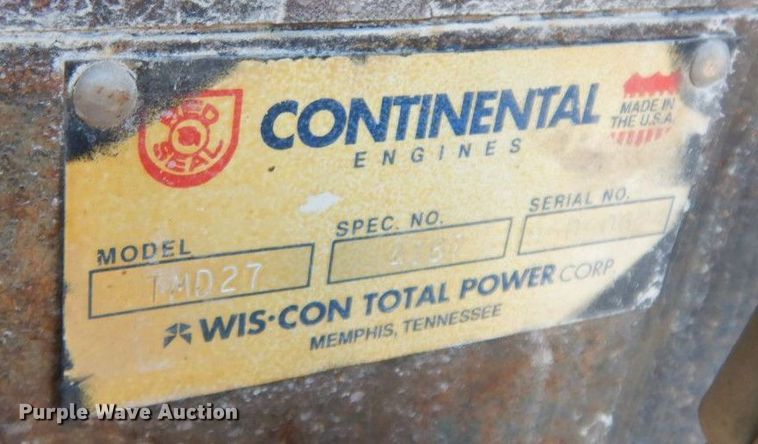 RED
SEAL
CONTINENTAL
ENGINES
MADE IN
THE U.S.A.
MODEL
TMD27
SPEC. NO.
SERIAL NO.
WIS·CON TOTAL POWER CORP
MEMPHIS, TENNESSEE
Purple Wave Auction